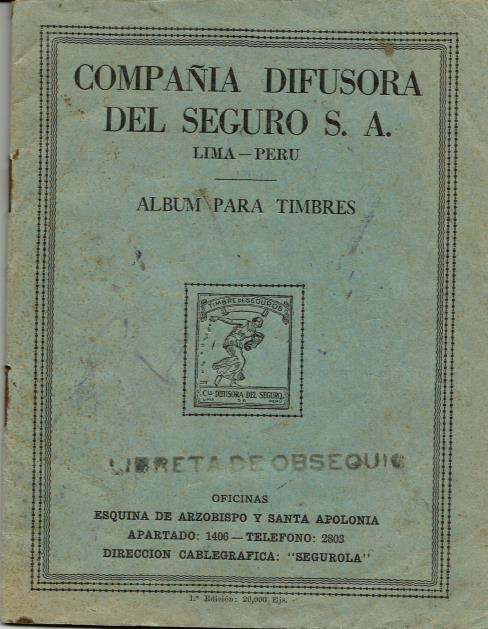 COMPAÑIA DIFUSORA
DEL SEGURO S. A.
LIMA — PERU
ALBUM PARA TIMBRES
TIMBRE DE SEGUROS
CIA DIFUSORA DEL SEGURO.
LIMA S A PERU
LIBRETA DE OBSEQUIO
OFICINAS
ESQUINA DE ARZOBISPO Y SANTA APOLONIA
APARTADO: 1406 — TELEFONO: 2803
DIRECCION CABLEGRAFICA: "SEGUROLA"
1.ª Edición: 20,000 Ejs.